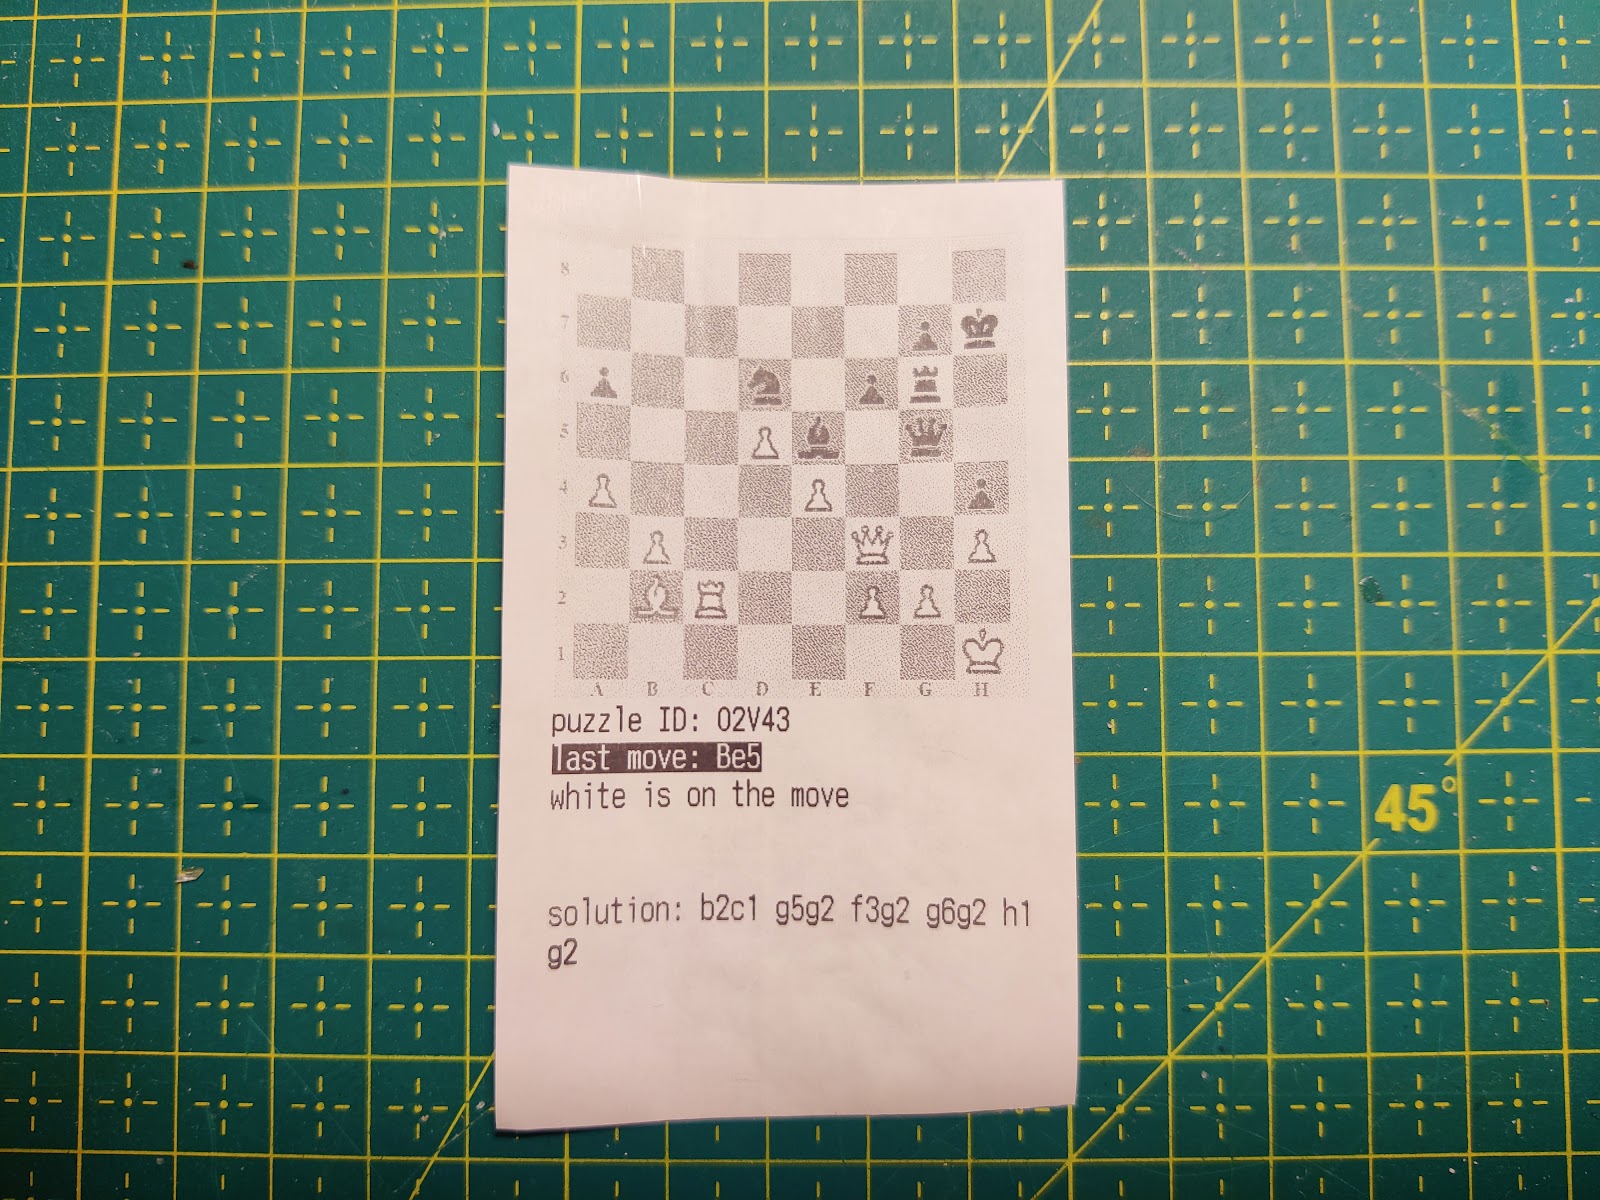 8
7
6
5
4
3
2
1
A B C D E F G H
puzzle ID: 02V43
last move: Be5
white is on the move
solution: b2c1 g5g2 f3g2 g6g2 h1
g2
45°